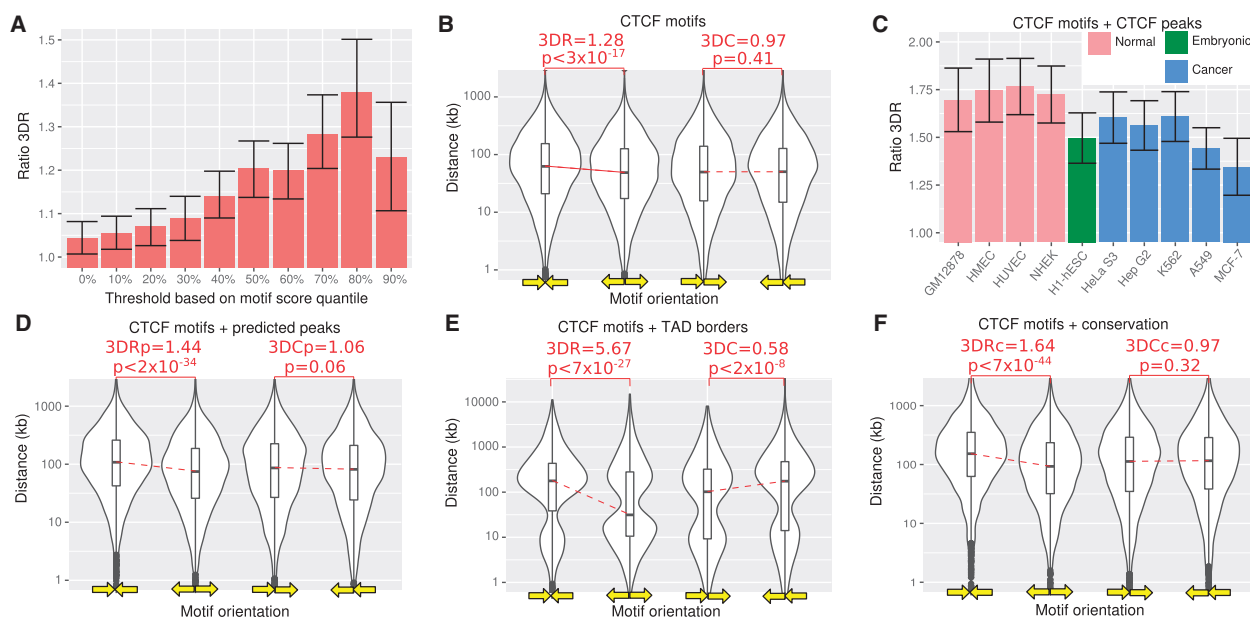 A
1.5
1.4
1.3
1.2
1.1
1.0
Ratio 3DR
0% 10% 20% 30% 40% 50% 60% 70% 80% 90%
Threshold based on motif score quantile
B
CTCF motifs
3DR=1.28
p<3x10-17
3DC=0.97
p=0.41
1000
100
10
1
Distance (kb)
Motif orientation
C
CTCF motifs + CTCF peaks
Normal
Embryonic
Cancer
2.00
1.75
1.50
1.25
1.00
Ratio 3DR
GM12878
HMEC
HUVEC
NHEK
H1-hESC
HeLa S3
Hep G2
K562
A549
MCF-7
D
CTCF motifs + predicted peaks
3DRp=1.44
p<2x10-34
3DCp=1.06
p=0.06
1000
100
10
1
Distance (kb)
Motif orientation
E
CTCF motifs + TAD borders
3DR=5.67
p<7x10-27
3DC=0.58
p<2x10-8
10000
1000
100
10
1
Distance (kb)
Motif orientation
F
CTCF motifs + conservation
3DRc=1.64
p<7x10-44
3DCc=0.97
p=0.32
1000
100
10
1
Distance (kb)
Motif orientation